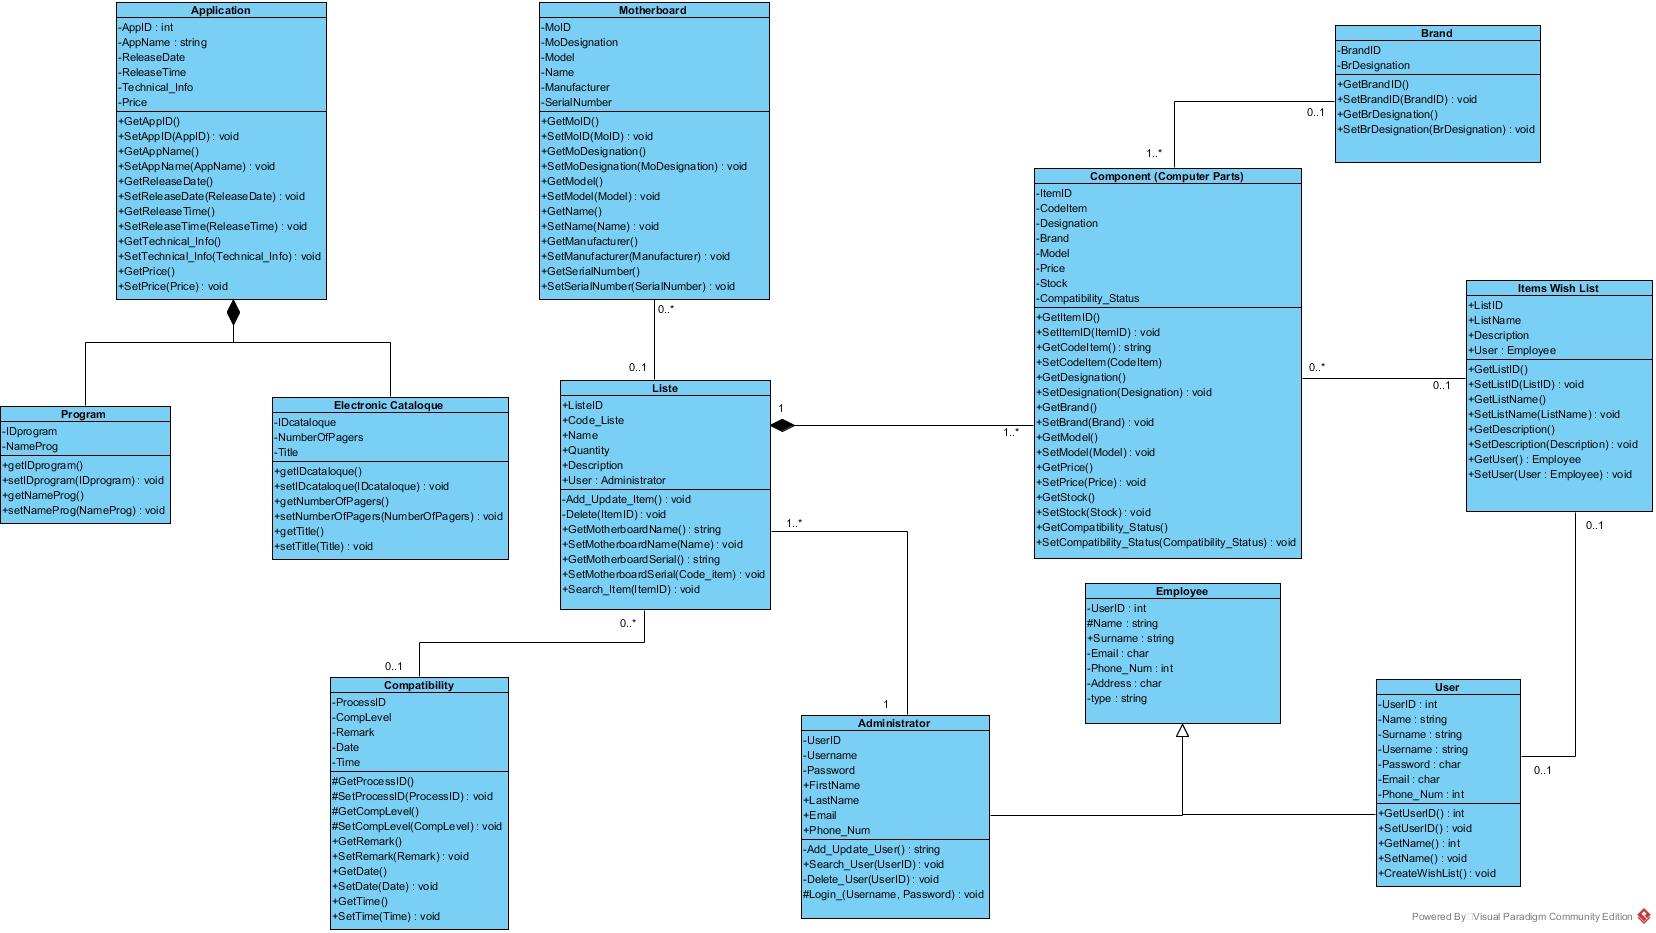 Application
-AppID : int
-AppName : string
-ReleaseDate
-ReleaseTime
-Technical_Info
-Price
+GetAppID()
+SetAppID(AppID) : void
+GetAppName()
+SetAppName(AppName) : void
+GetReleaseDate()
+SetReleaseDate(ReleaseDate) : void
+GetReleaseTime()
+SetReleaseTime(ReleaseTime) : void
+GetTechnical_Info()
+SetTechnical_Info(Technical_Info) : void
+GetPrice()
+SetPrice(Price) : void
Motherboard
-MoID
-MoDesignation
-Model
-Name
-Manufacturer
-SerialNumber
+GetMoID()
+SetMoID(MoID) : void
+GetMoDesignation()
+SetMoDesignation(MoDesignation) : void
+GetModel()
+SetModel(Model) : void
+GetName()
+SetName(Name) : void
+GetManufacturer()
+SetManufacturer(Manufacturer) : void
+GetSerialNumber()
+SetSerialNumber(SerialNumber) : void
0..*
0..1
Brand
-BrandID
-BrDesignation
+GetBrandID()
+SetBrandID(BrandID) : void
+GetBrDesignation()
+SetBrDesignation(BrDesignation) : void
0..1
1..*
Component (Computer Parts)
-ItemID
-CodeItem
-Designation
-Brand
-Model
-Price
-Stock
-Compatibility_Status
+GetItemID()
+SetItemID(ItemID) : void
+GetCodeItem() : string
+SetCodeItem(CodeItem)
+GetDesignation()
+SetDesignation(Designation) : void
+GetBrand()
+SetBrand(Brand) : void
+GetModel()
+SetModel(Model) : void
+GetPrice()
+SetPrice(Price) : void
+GetStock()
+SetStock(Stock) : void
+GetCompatibility_Status()
+SetCompatibility_Status(Compatibility_Status) : void
0..*
0..1
Items Wish List
+ListID
+ListName
+Description
+User : Employee
+GetListID()
+SetListID(ListID) : void
+GetListName()
+SetListName(ListName) : void
+GetDescription()
+SetDescription(Description) : void
+GetUser() : Employee
+SetUser(User : Employee) : void
0..1
Program
-IDprogram
-NameProg
+getIDprogram()
+setIDprogram(IDprogram) : void
+getNameProg()
+setNameProg(NameProg) : void
Electronic Cataloque
-IDcataloque
-NumberOfPagers
-Title
+getIDcataloque()
+setIDcataloque(IDcataloque) : void
+getNumberOfPagers()
+setNumberOfPagers(NumberOfPagers) : void
+getTitle()
+setTitle(Title) : void
Liste
+ListeID
+Code_Liste
+Name
+Quantity
+Description
+User : Administrator
-Add_Update_Item() : void
-Delete(ItemID) : void
+GetMotherboardName() : string
+SetMotherboardName(Name) : void
+GetMotherboardSerial() : string
+SetMotherboardSerial(Code_item) : void
+Search_Item(ItemID) : void
1
1..*
1..*
1
0..*
0..1
Compatibility
-ProcessID
-CompLevel
-Remark
-Date
-Time
#GetProcessID()
#SetProcessID(ProcessID) : void
#GetCompLevel()
#SetCompLevel(CompLevel) : void
+GetRemark()
+SetRemark(Remark) : void
+GetDate()
+SetDate(Date) : void
+GetTime()
+SetTime(Time) : void
Administrator
-UserID
-Username
-Password
+FirstName
+LastName
+Email
+Phone_Num
-Add_Update_User() : string
+Search_User(UserID) : void
-Delete_User(UserID) : void
#Login_(Username, Password) : void
Employee
-UserID : int
#Name : string
+Surname : string
-Email : char
-Phone_Num : int
-Address : char
-type : string
User
-UserID : int
-Name : string
-Surname : string
-Username : string
-Password : char
-Email : char
-Phone_Num : int
+GetUserID() : int
+SetUserID() : void
+GetName() : int
+SetName() : void
+CreateWishList() : void
0..1
Powered By Visual Paradigm Community Edition